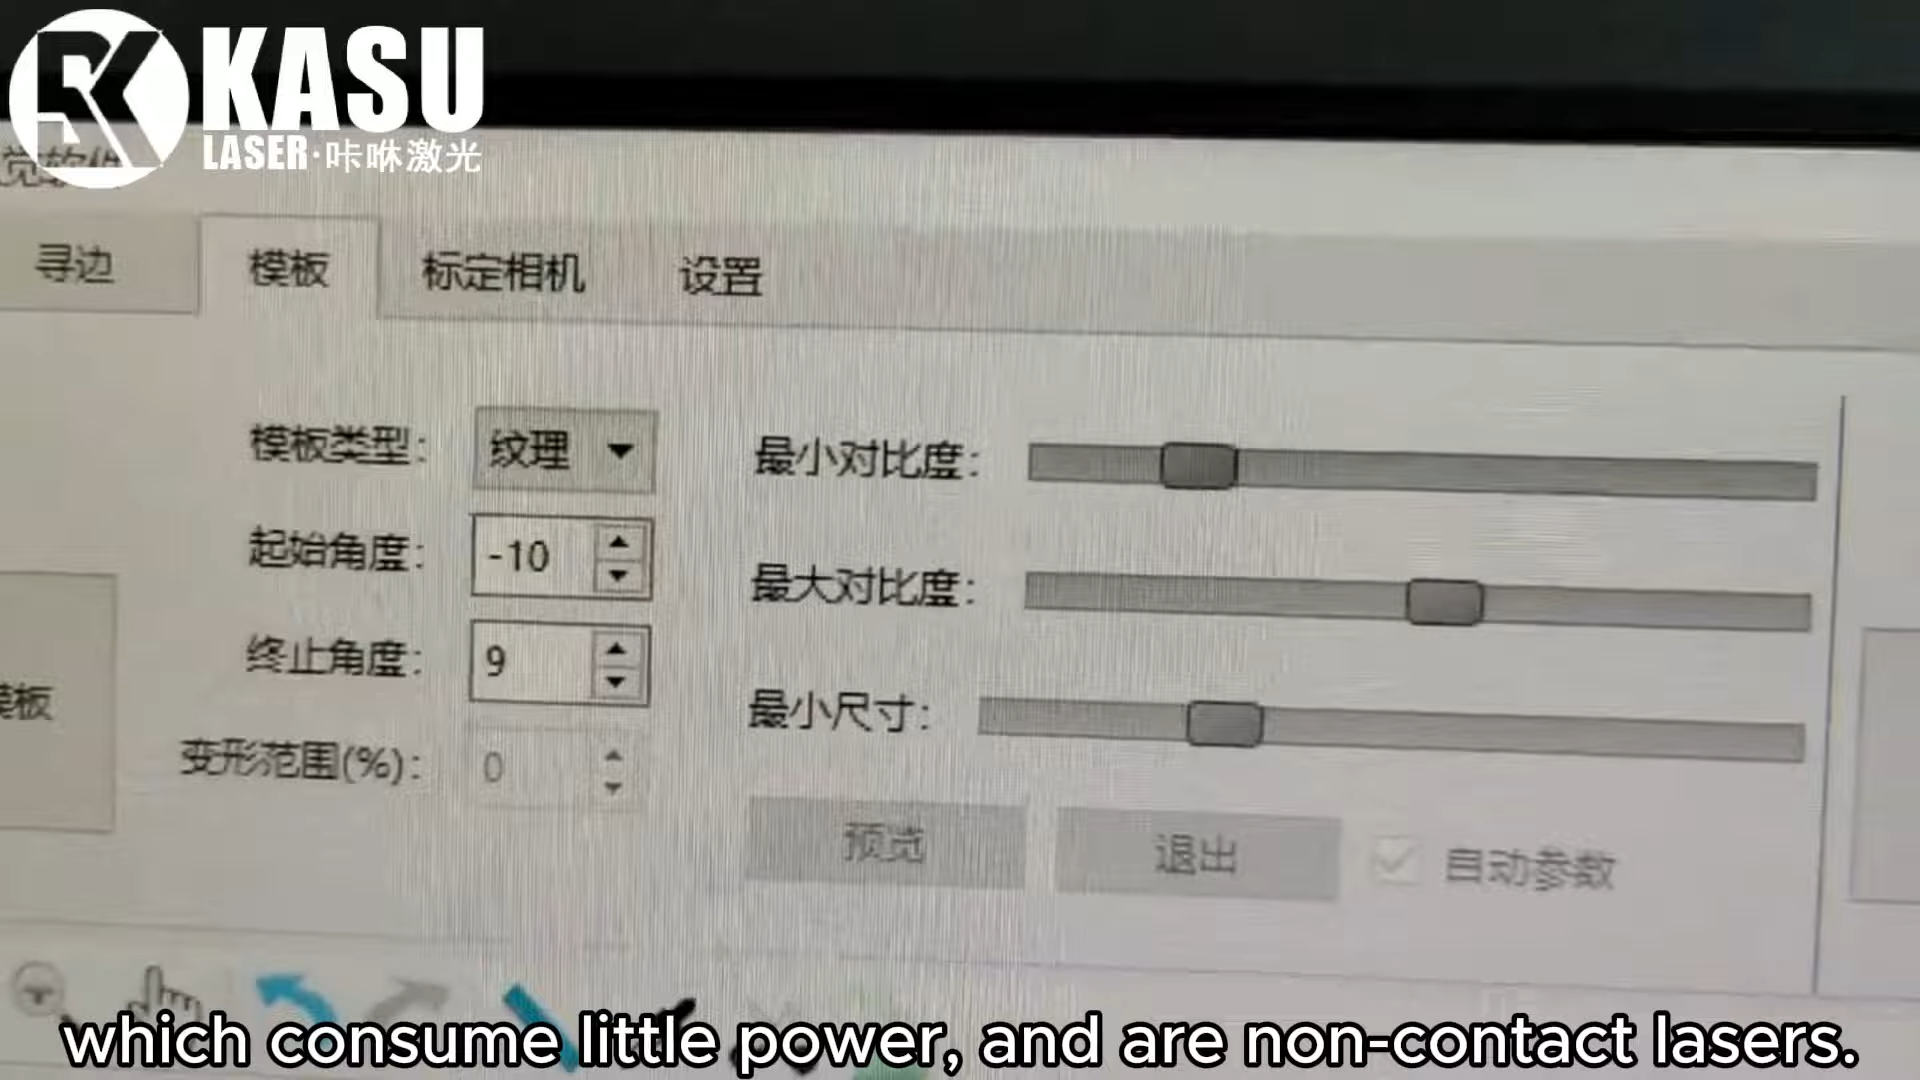 KASU
LASER·咔咻激光
觉软件
寻边 模板 标定相机 设置
模板类型： 纹理 最小对比度：
起始角度： -10 最大对比度：
终止角度： 9 最小尺寸：
模板
变形范围(%)： 0
预览 退出 自动参数
which consume little power, and are non-contact lasers.